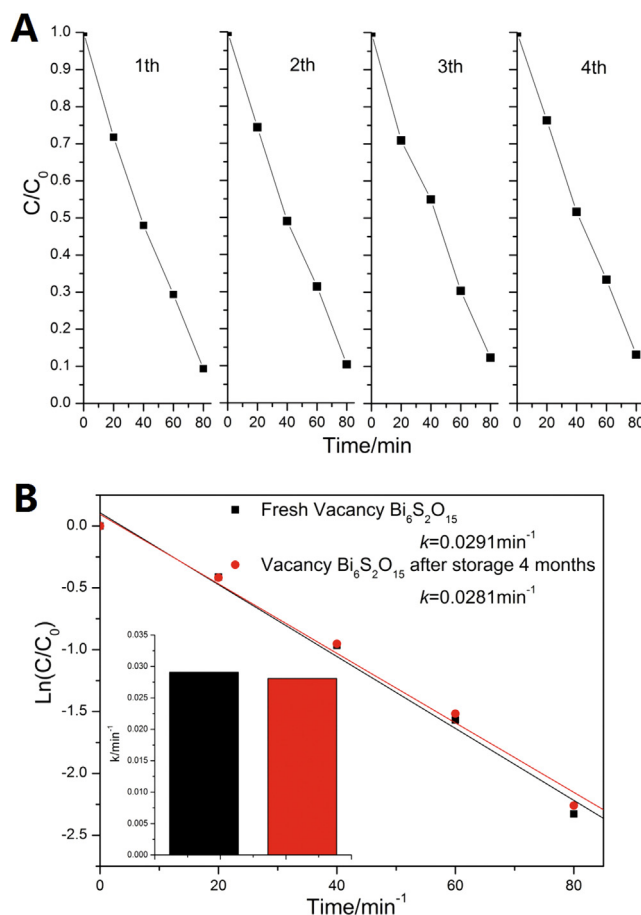 A
1th 2th 3th 4th
1.0
0.9
0.8
0.7
0.6
0.5
0.4
0.3
0.2
0.1
0.0
C/C0
0 20 40 60 80 0 20 40 60 80 0 20 40 60 80 0 20 40 60 80
Time/min
B
Fresh Vacancy Bi6S2O15
k=0.0291min-1
Vacancy Bi6S2O15 after storage 4 months
k=0.0281min-1
0.0
-0.5
-1.0
-1.5
-2.0
-2.5
Ln(C/C0)
0.035
0.030
0.025
0.020
0.015
0.010
0.005
0.000
k/min-1
0 20 40 60 80
Time/min-1